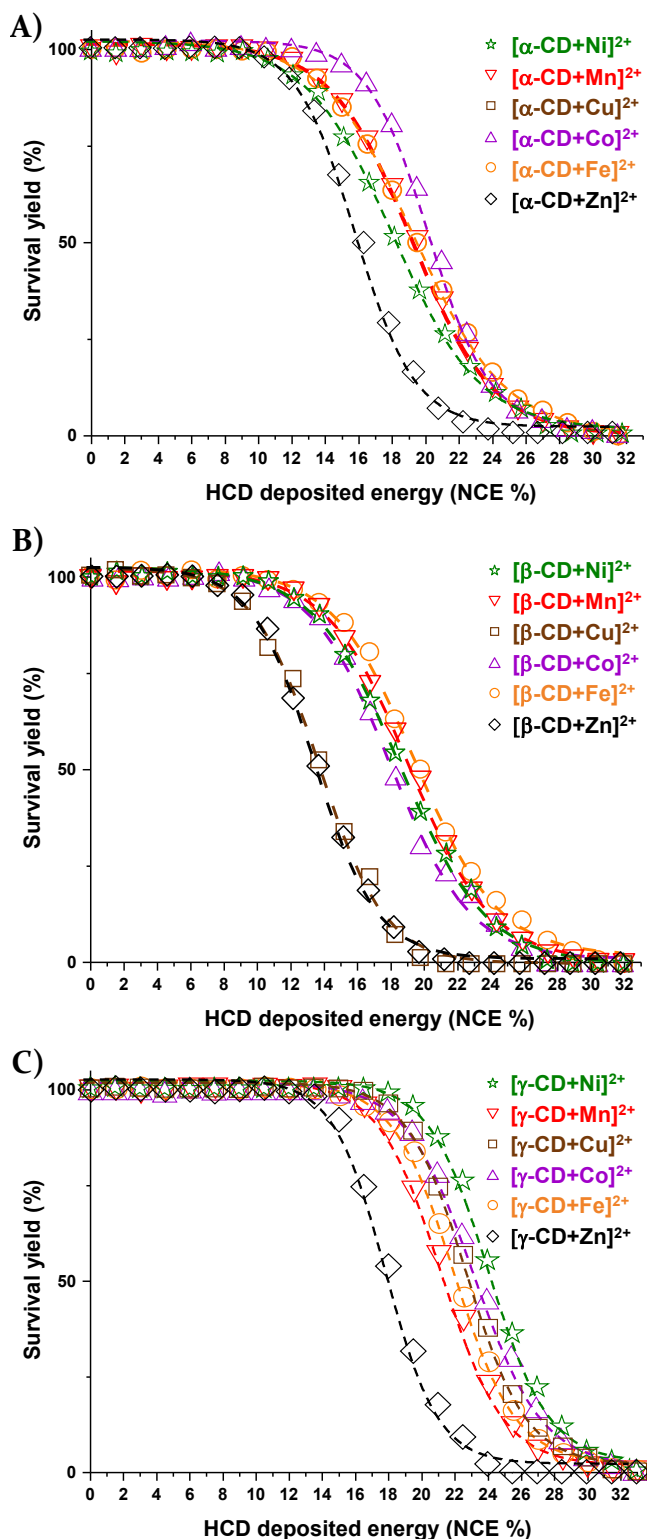 A)
100
50
0
Survival yield (%)
[α-CD+Ni]²⁺
[α-CD+Mn]²⁺
[α-CD+Cu]²⁺
[α-CD+Co]²⁺
[α-CD+Fe]²⁺
[α-CD+Zn]²⁺
0 2 4 6 8 10 12 14 16 18 20 22 24 26 28 30 32
HCD deposited energy (NCE %)
B)
100
50
0
Survival yield (%)
[β-CD+Ni]²⁺
[β-CD+Mn]²⁺
[β-CD+Cu]²⁺
[β-CD+Co]²⁺
[β-CD+Fe]²⁺
[β-CD+Zn]²⁺
0 2 4 6 8 10 12 14 16 18 20 22 24 26 28 30 32
HCD deposited energy (NCE %)
C)
100
50
0
Survival yield (%)
[γ-CD+Ni]²⁺
[γ-CD+Mn]²⁺
[γ-CD+Cu]²⁺
[γ-CD+Co]²⁺
[γ-CD+Fe]²⁺
[γ-CD+Zn]²⁺
0 2 4 6 8 10 12 14 16 18 20 22 24 26 28 30 32
HCD deposited energy (NCE %)